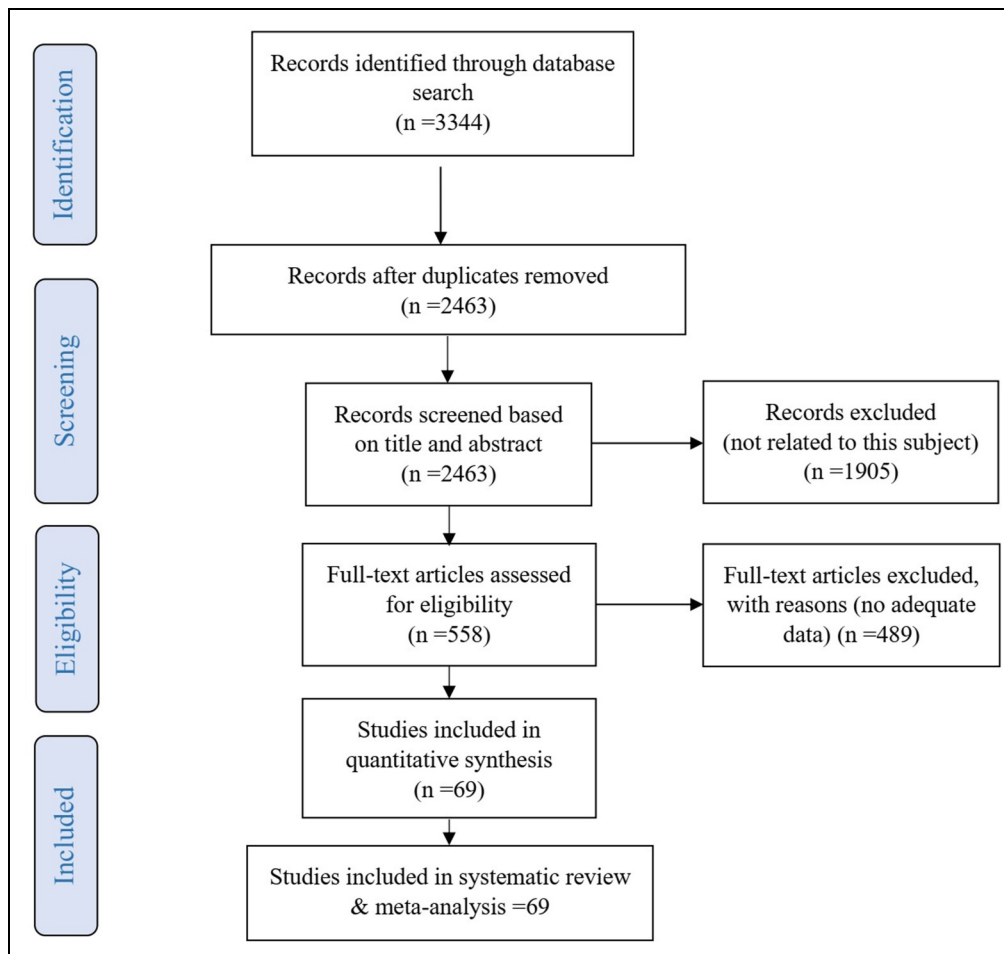 Identification
Records identified through database
search
(n =3344)
Records after duplicates removed
(n =2463)
Screening
Records screened based
on title and abstract
(n =2463)
Records excluded
(not related to this subject)
(n =1905)
Eligibility
Full-text articles assessed
for eligibility
(n =558)
Full-text articles excluded,
with reasons (no adequate
data) (n =489)
Included
Studies included in
quantitative synthesis
(n =69)
Studies included in systematic review
& meta-analysis =69